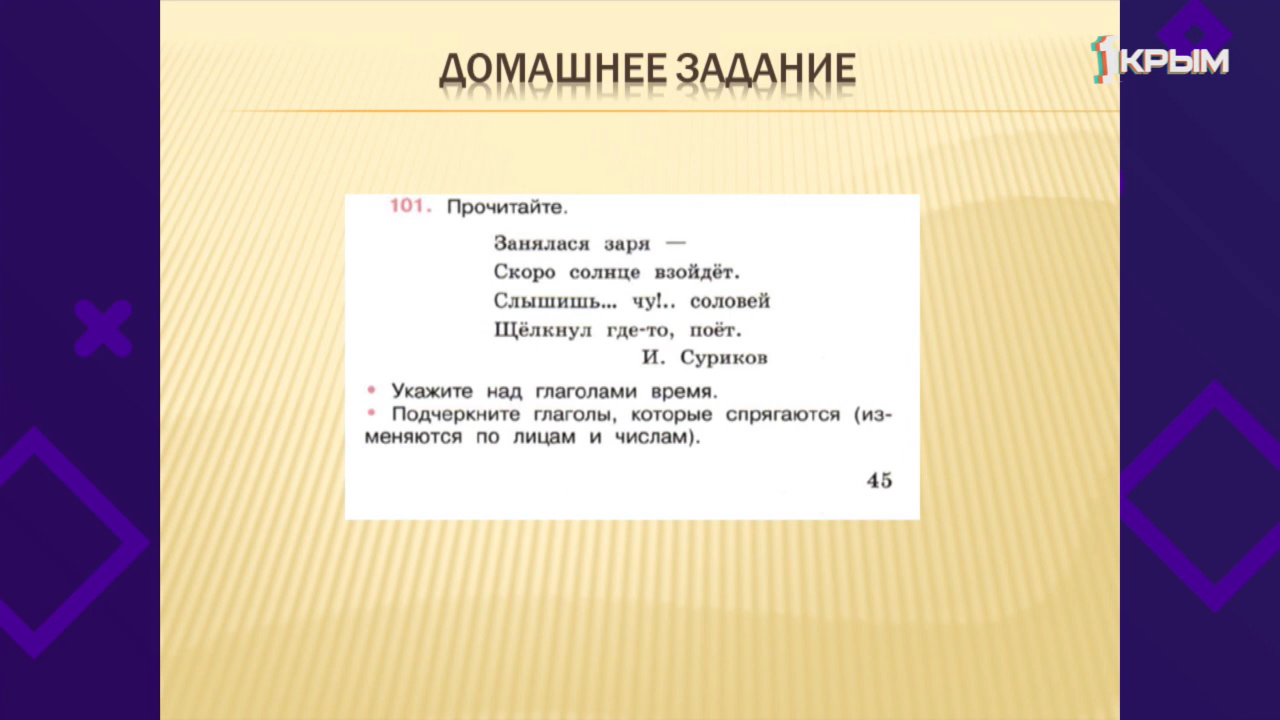 ДОМАШНЕЕ ЗАДАНИЕ
1КРЫМ
101. Прочитайте.
Занялася заря —
Скоро солнце взойдёт.
Слышишь... чу!.. соловей
Щёлкнул где-то, поёт.
И. Суриков
• Укажите над глаголами время.
• Подчеркните глаголы, которые спрягаются (из-
меняются по лицам и числам).
45